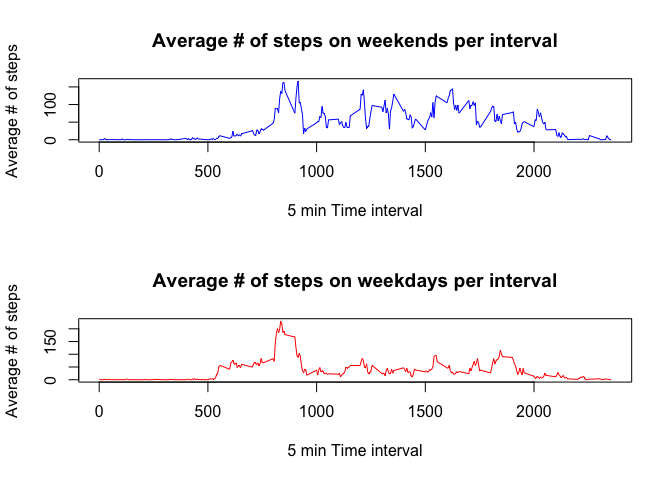 Average # of steps on weekends per interval
Average # of steps
100
0
0 500 1000 1500 2000
5 min Time interval
Average # of steps on weekdays per interval
Average # of steps
150
0
0 500 1000 1500 2000
5 min Time interval